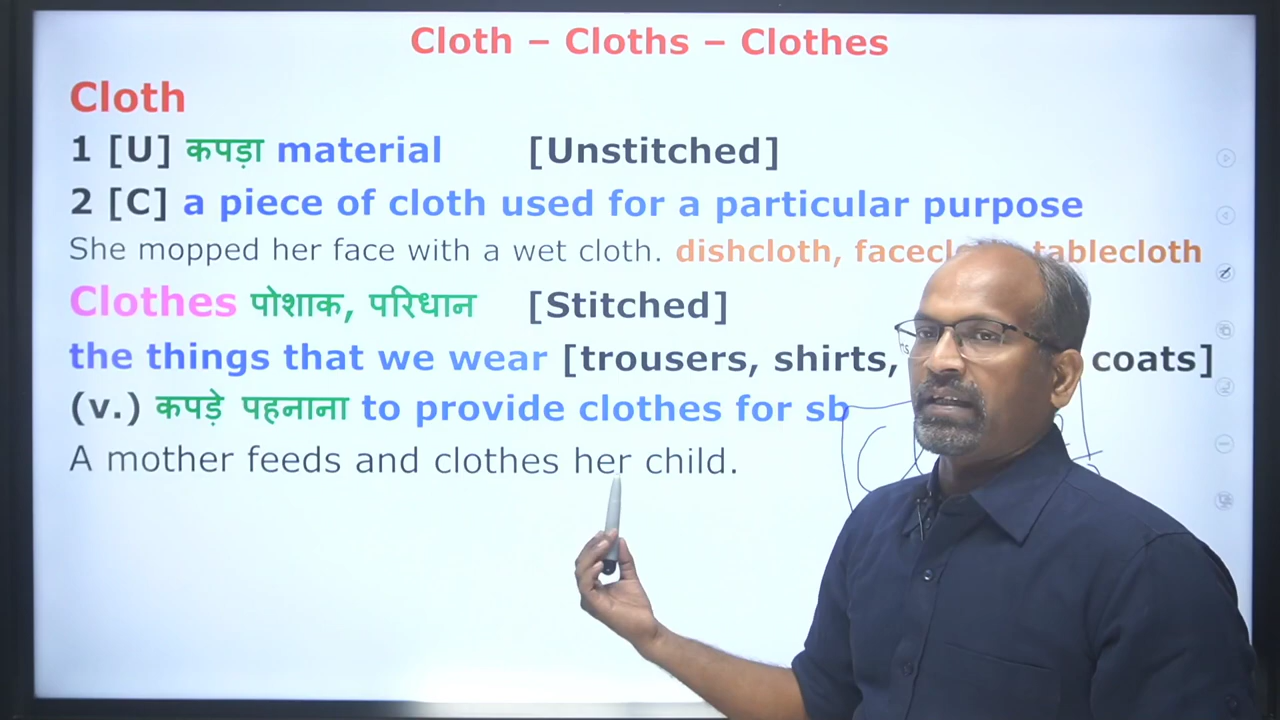 Cloth – Cloths – Clothes
Cloth
1 [U] कपड़ा material [Unstitched]
2 [C] a piece of cloth used for a particular purpose
She mopped her face with a wet cloth. dishcloth, tablecloth
Clothes पोशाक, परिधान [Stitched]
the things that we wear [trousers, shirts, coats]
(v.) कपड़े पहनाना to provide clothes for sb
A mother feeds and clothes her child.